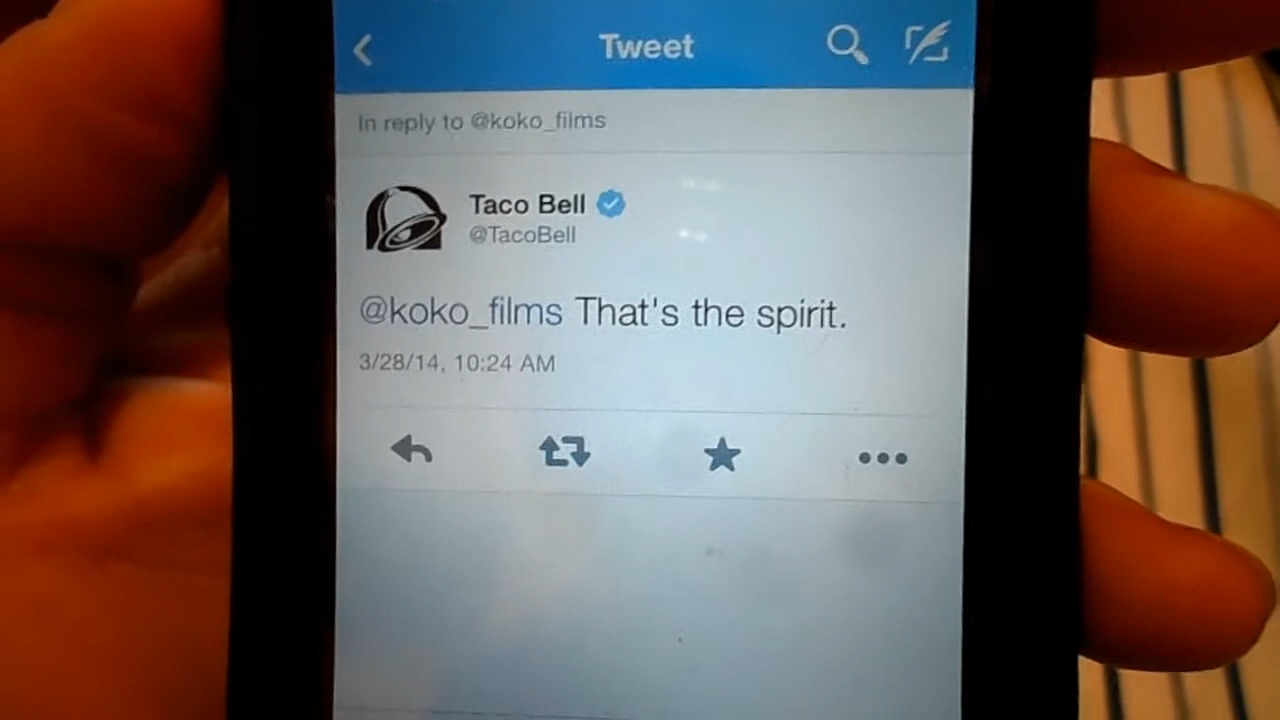 Tweet
In reply to @koko_films
Taco Bell
@TacoBell
@koko_films That's the spirit.
3/28/14, 10:24 AM